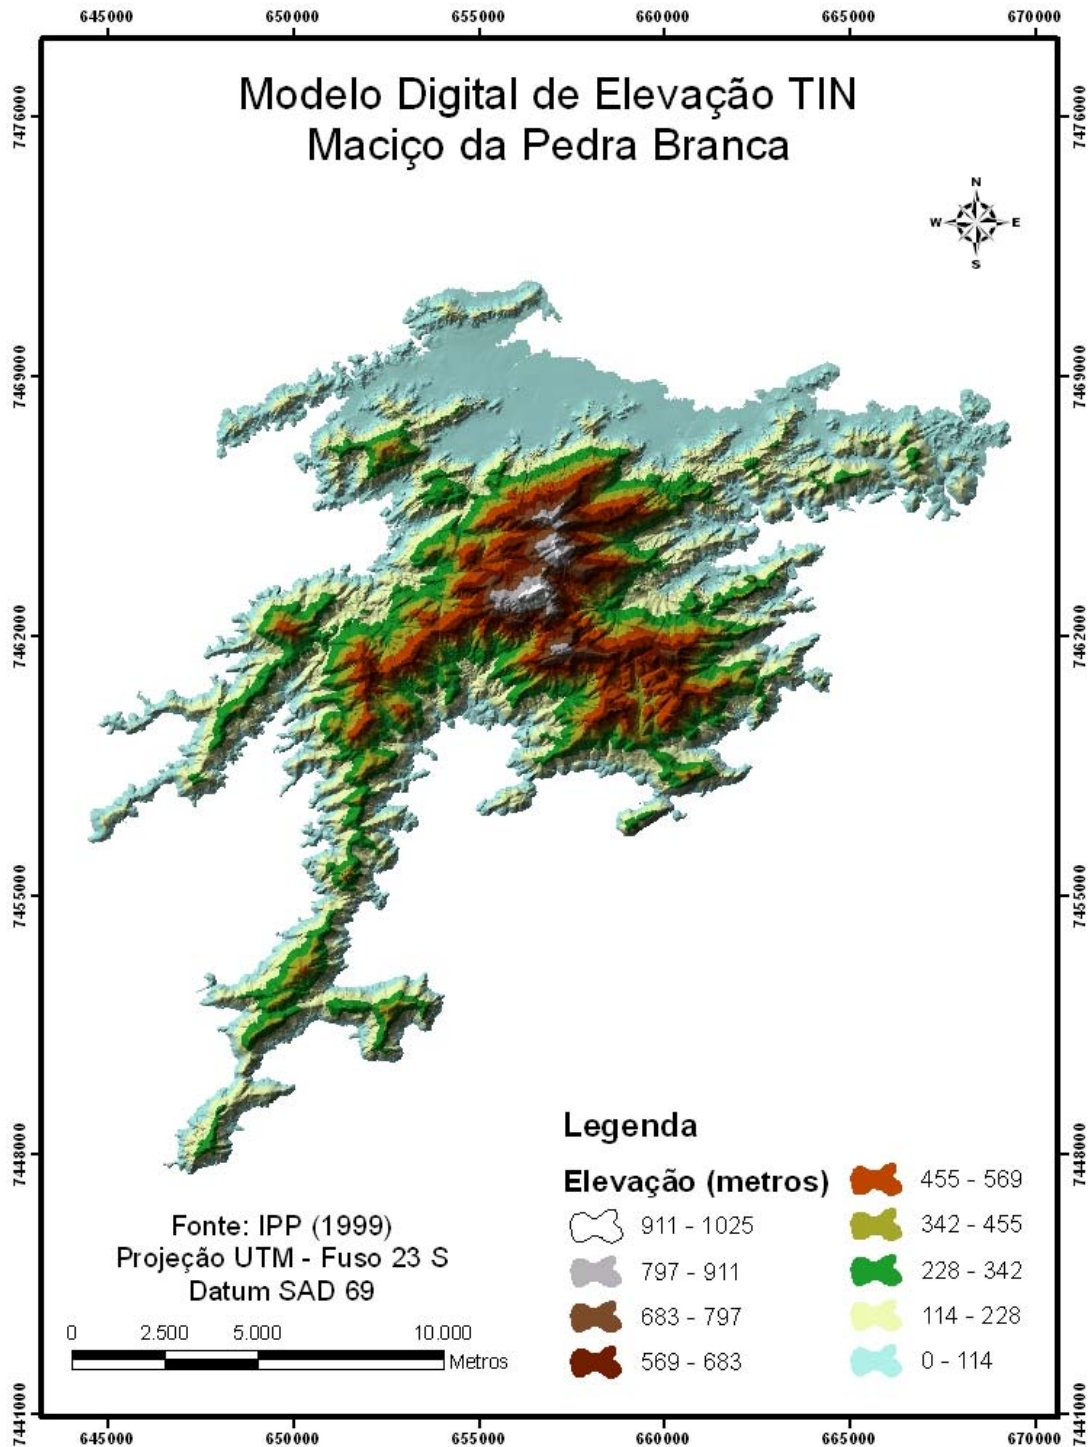 645000 650000 655000 660000 665000 670000
Modelo Digital de Elevação TIN
Maciço da Pedra Branca
7476000 7476000
N
W E
S
7469000 7469000
7462000 7462000
7455000 7455000
7448000 7448000
7441000 7441000
Legenda
Elevação (metros)
911 - 1025
797 - 911
683 - 797
569 - 683
455 - 569
342 - 455
228 - 342
114 - 228
0 - 114
Fonte: IPP (1999)
Projeção UTM - Fuso 23 S
Datum SAD 69
0 2.500 5.000 10.000
Metros
645000 650000 655000 660000 665000 670000